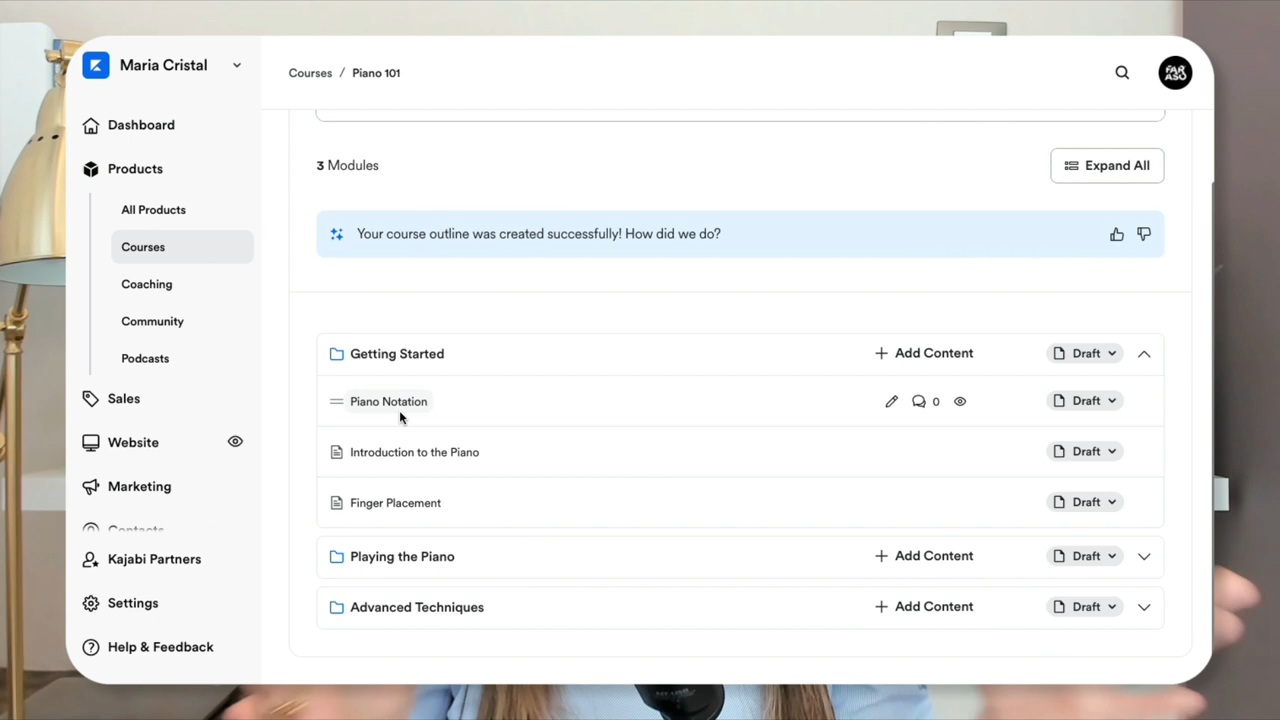 Maria Cristal
Courses / Piano 101
FAR ASU
Dashboard
Products
All Products
Courses
Coaching
Community
Podcasts
Sales
Website
Marketing
Contacts
Kajabi Partners
Settings
Help & Feedback
3 Modules
Expand All
Your course outline was created successfully! How did we do?
Getting Started + Add Content Draft
Piano Notation 0 Draft
Introduction to the Piano Draft
Finger Placement Draft
Playing the Piano + Add Content Draft
Advanced Techniques + Add Content Draft